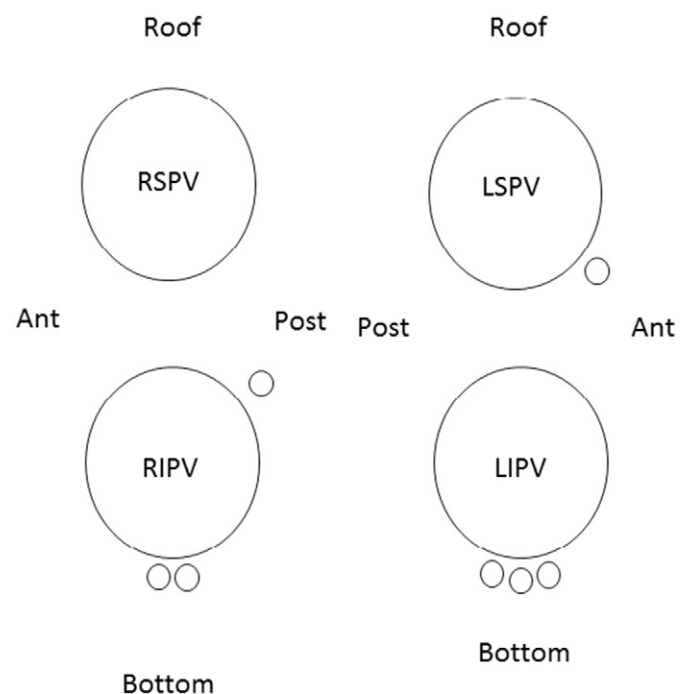 Roof
Roof
RSPV
LSPV
Ant
Post
Post
Ant
RIPV
LIPV
Bottom
Bottom